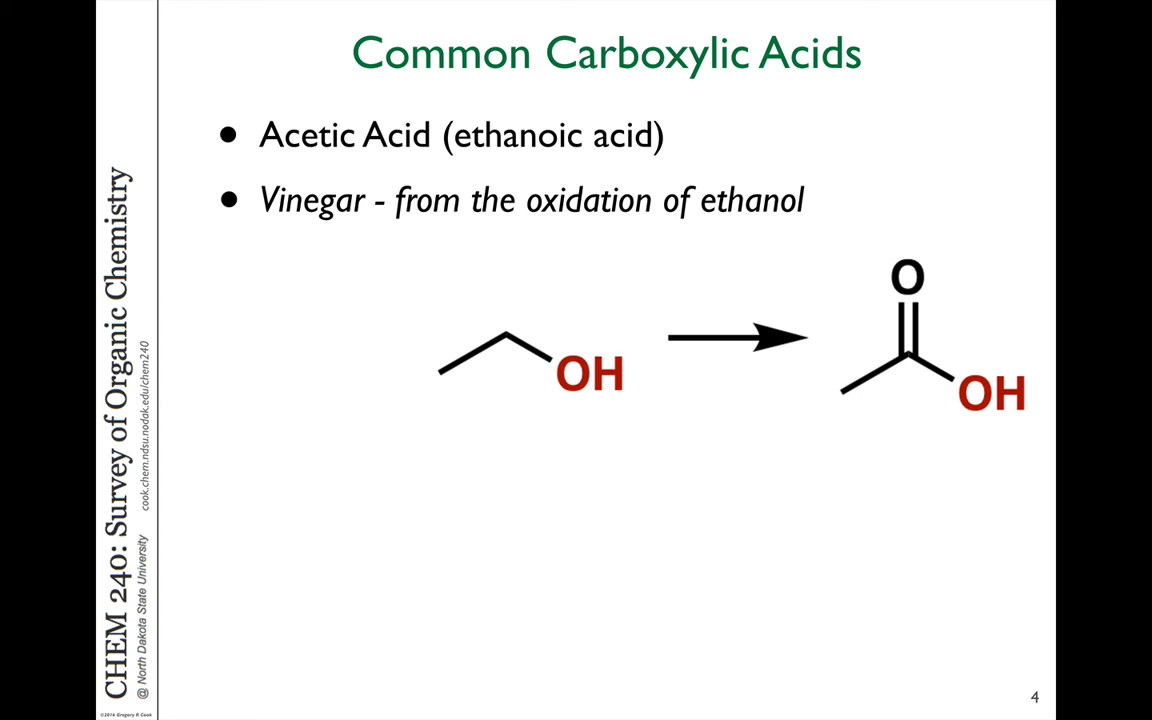 Common Carboxylic Acids
• Acetic Acid (ethanoic acid)
• Vinegar - from the oxidation of ethanol
OH
O
OH
CHEM 240: Survey of Organic Chemistry
@ North Dakota State University cook.chem.ndsu.nodak.edu/chem240
©2016 Gregory R Cook
4